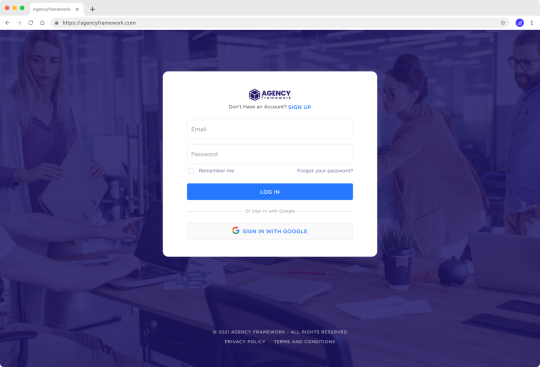 Agencyframework
https://agencyframework.com
AGENCY
framework
Don't Have an Account? SIGN UP
Email
Password
Remember me
Forgot your password?
LOG IN
Or Sign In with Google
SIGN IN WITH GOOGLE
© 2021 AGENCY FRAMEWORK - ALL RIGHTS RESERVED
PRIVACY POLICY
TERMS AND CONDITIONS